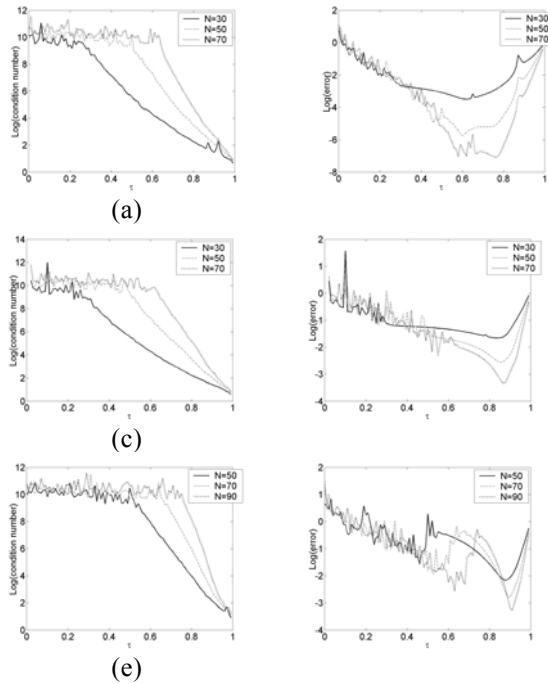 12
10
8
6
4
2
0
Log(condition number)
0 0.2 0.4 0.6 0.8 1
τ
N=30
N=50
N=70
2
0
-2
-4
-6
-8
Log(error)
0 0.2 0.4 0.6 0.8 1
τ
N=30
N=50
N=70
(a)
14
12
10
8
6
4
2
0
Log(condition number)
0 0.2 0.4 0.6 0.8 1
τ
N=30
N=50
N=70
2
1
0
-1
-2
-3
-4
Log(error)
0 0.2 0.4 0.6 0.8 1
τ
N=30
N=50
N=70
(c)
12
10
8
6
4
2
0
Log(condition number)
0 0.2 0.4 0.6 0.8 1
τ
N=50
N=70
N=90
2
1
0
-1
-2
-3
-4
Log(error)
0 0.2 0.4 0.6 0.8 1
τ
N=50
N=70
N=90
(e)